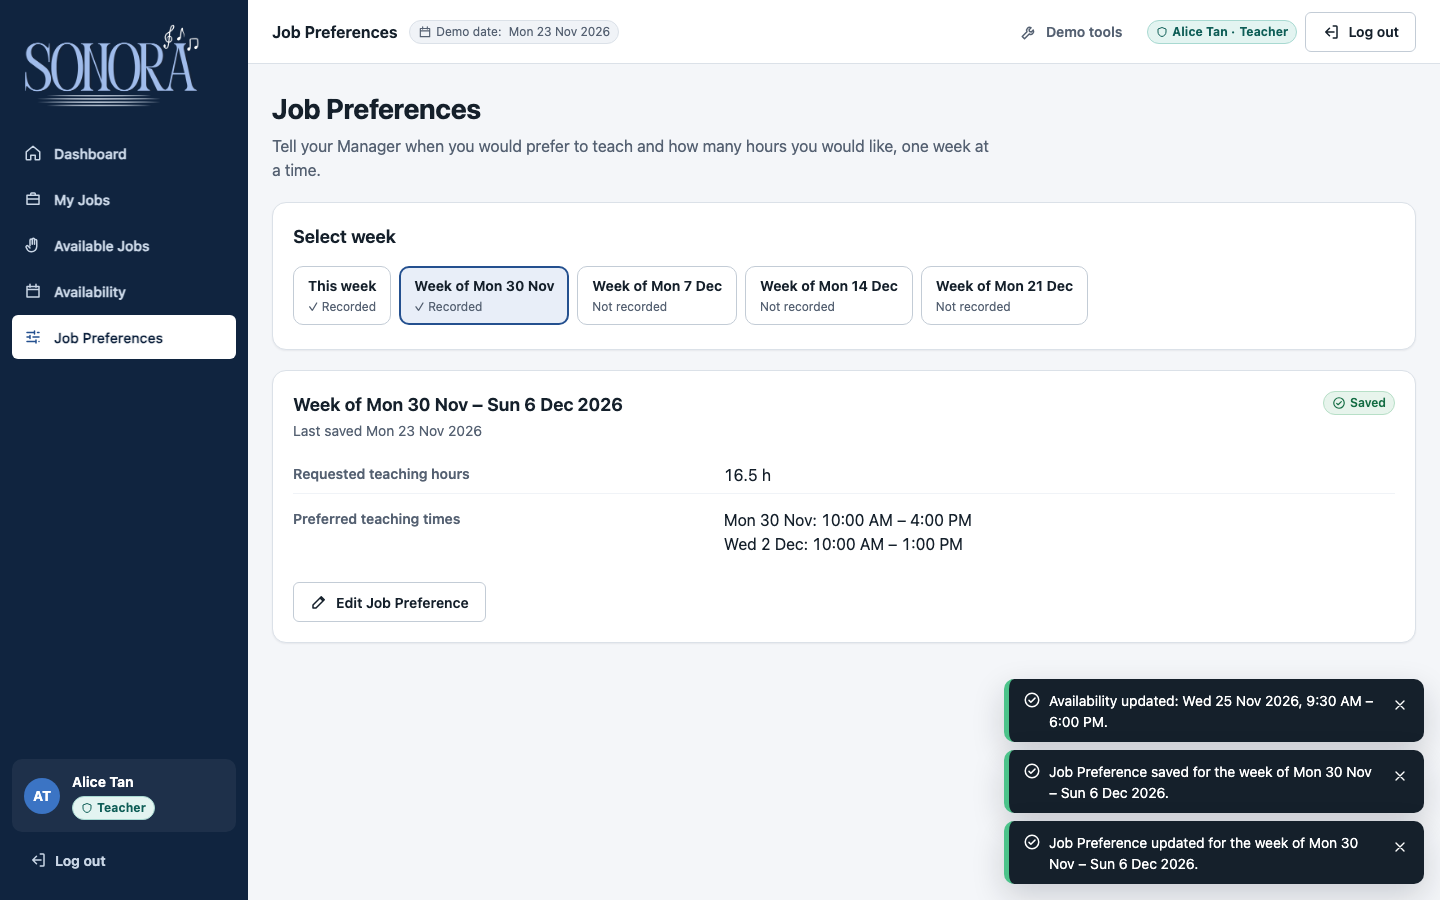 SONORA
Dashboard
My Jobs
Available Jobs
Availability
Job Preferences
AT
Alice Tan
Teacher
Log out
Job Preferences
Demo date: Mon 23 Nov 2026
Demo tools
Alice Tan · Teacher
Log out
Job Preferences
Tell your Manager when you would prefer to teach and how many hours you would like, one week at
a time.
Select week
This week
✓ Recorded
Week of Mon 30 Nov
✓ Recorded
Week of Mon 7 Dec
Not recorded
Week of Mon 14 Dec
Not recorded
Week of Mon 21 Dec
Not recorded
Week of Mon 30 Nov – Sun 6 Dec 2026
Saved
Last saved Mon 23 Nov 2026
Requested teaching hours
16.5 h
Preferred teaching times
Mon 30 Nov: 10:00 AM – 4:00 PM
Wed 2 Dec: 10:00 AM – 1:00 PM
Edit Job Preference
Availability updated: Wed 25 Nov 2026, 9:30 AM –
6:00 PM.
Job Preference saved for the week of Mon 30 Nov
– Sun 6 Dec 2026.
Job Preference updated for the week of Mon 30
Nov – Sun 6 Dec 2026.